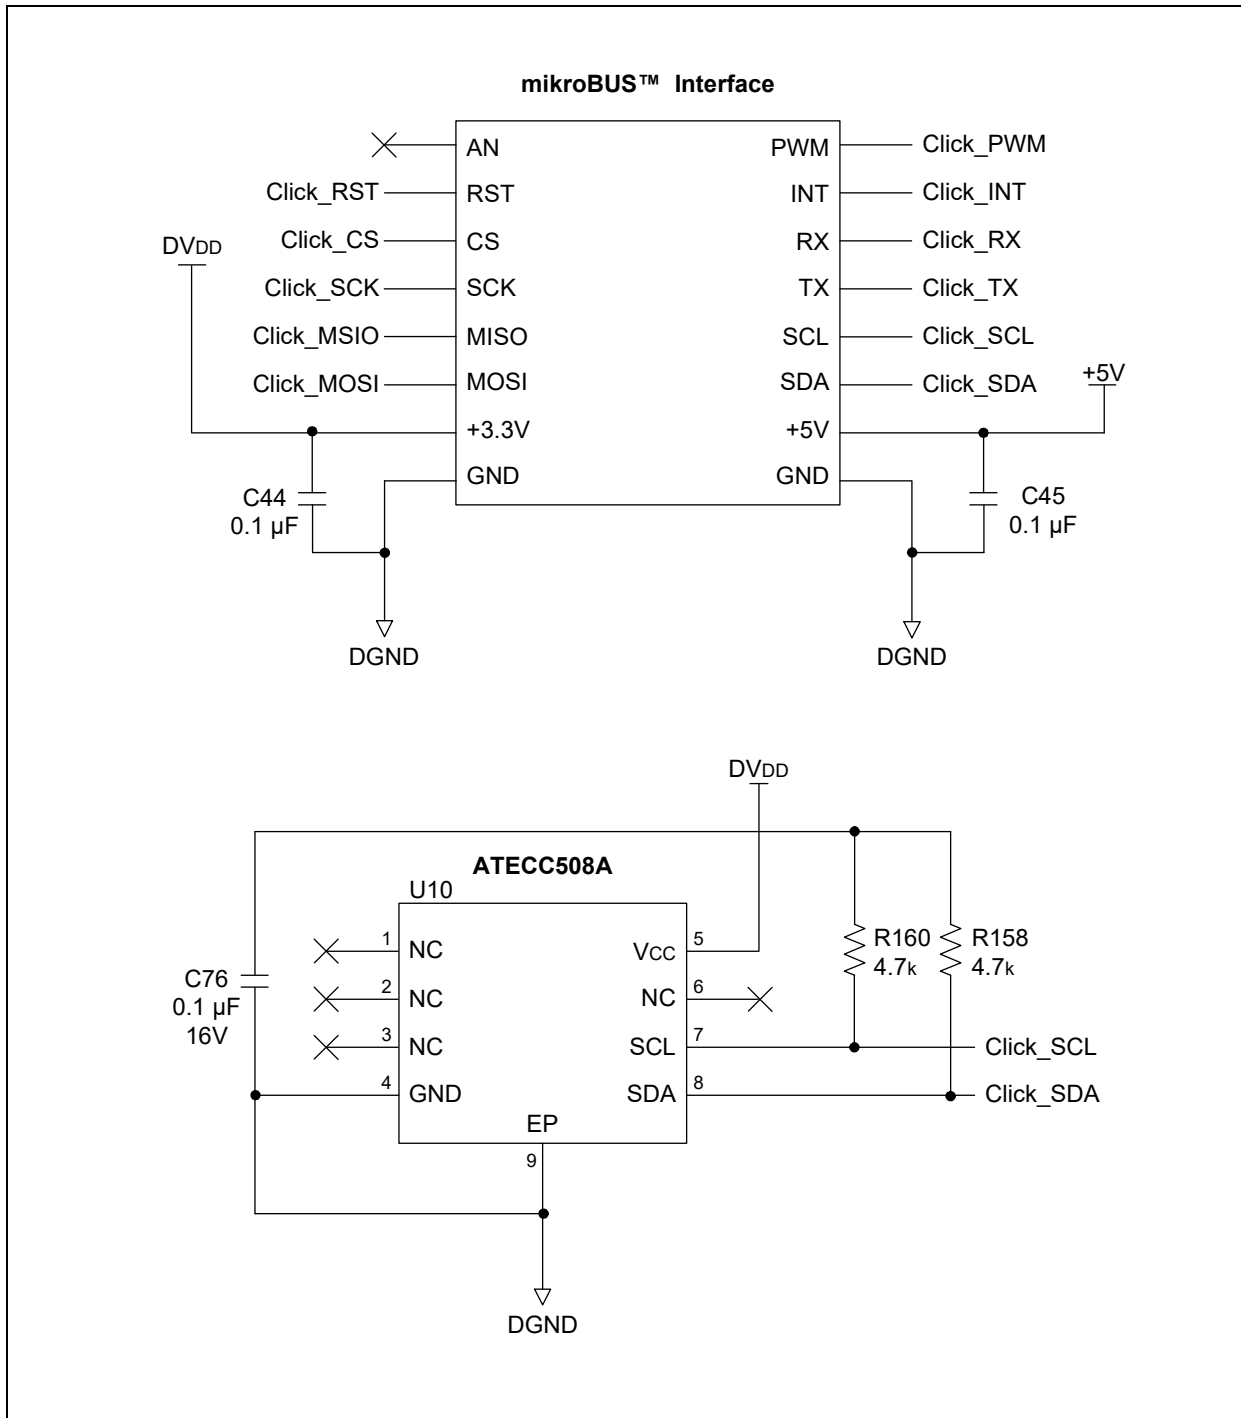 mikroBUS™ Interface
AN
PWM
Click_PWM
Click_RST
RST
INT
Click_INT
DVDD
Click_CS
CS
RX
Click_RX
Click_SCK
SCK
TX
Click_TX
Click_MSIO
MISO
SCL
Click_SCL
Click_MOSI
MOSI
SDA
Click_SDA
+5V
+3.3V
+5V
GND
GND
C44
0.1 µF
C45
0.1 µF
DGND
DGND
DVDD
ATECC508A
U10
1
NC
VCC
5
R160
4.7k
R158
4.7k
C76
0.1 µF
16V
2
NC
NC
6
3
NC
SCL
7
Click_SCL
4
GND
SDA
8
Click_SDA
EP
9
DGND